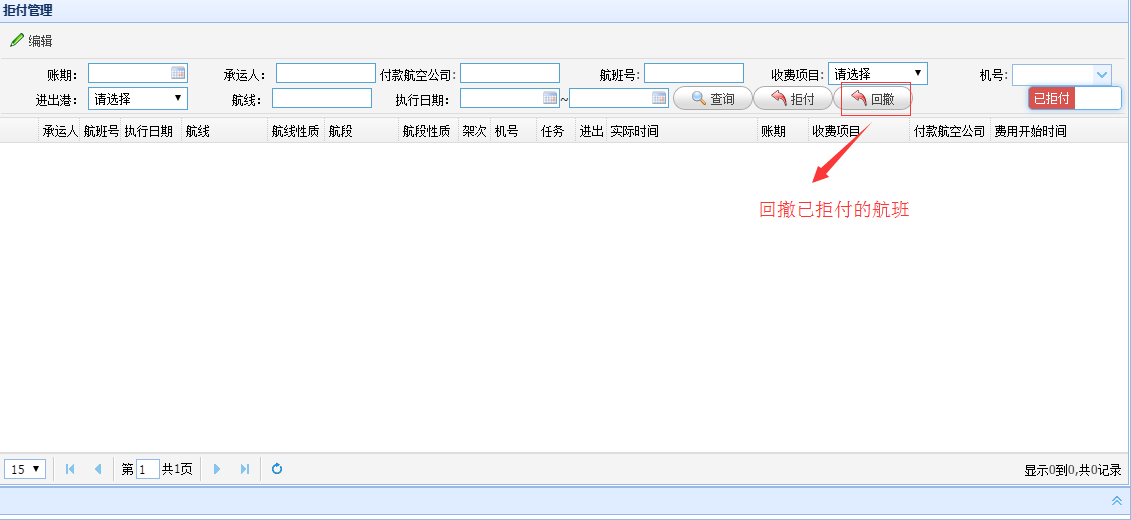 拒付管理
编辑
账期： 承运人： 付款航空公司： 航班号： 收费项目： 请选择 机号：
进出港： 请选择 航线： 执行日期： ~ 查询 拒付 回撤 已拒付
承运人 航班号 执行日期 航线 航线性质 航段 航段性质 架次 机号 任务 进出 实际时间 账期 收费项目 付款航空公司 费用开始时间
回撤已拒付的航班
15 第 1 共1页 显示0到0,共0记录